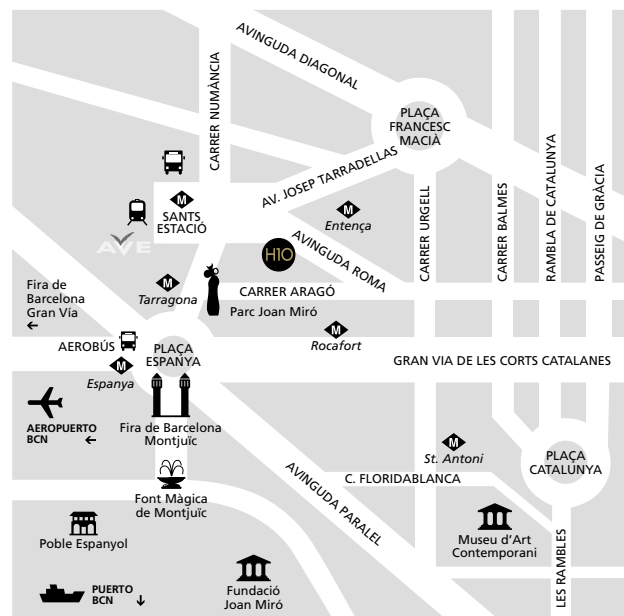 AVINGUDA DIAGONAL
CARRER NUMÀNCIA
PLAÇA
FRANCESC
MACIÀ
AV. JOSEP TARRADELLAS
RAMBLA DE CATALUNYA
PASSEIG DE GRÀCIA
CARRER BALMES
CARRER URGELL
M
SANTS
ESTACIÓ
M
Entença
AVE
H10
AVINGUDA ROMA
M
Tarragona
CARRER ARAGÓ
Parc Joan Miró
Fira de
Barcelona
Gran Vía
←
M
Rocafort
AEROBÚS
PLAÇA
ESPANYA
GRAN VIA DE LES CORTS CATALANES
M
Espanya
AEROPUERTO
BCN ←
Fira de Barcelona
Montjuïc
M
St. Antoni
PLAÇA
CATALUNYA
C. FLORIDABLANCA
AVINGUDA PARALEL
Font Màgica
de Montjuïc
Poble Espanyol
Museu d'Art
Contemporani
LES RAMBLES
PUERTO
BCN ↓
Fundació
Joan Miró